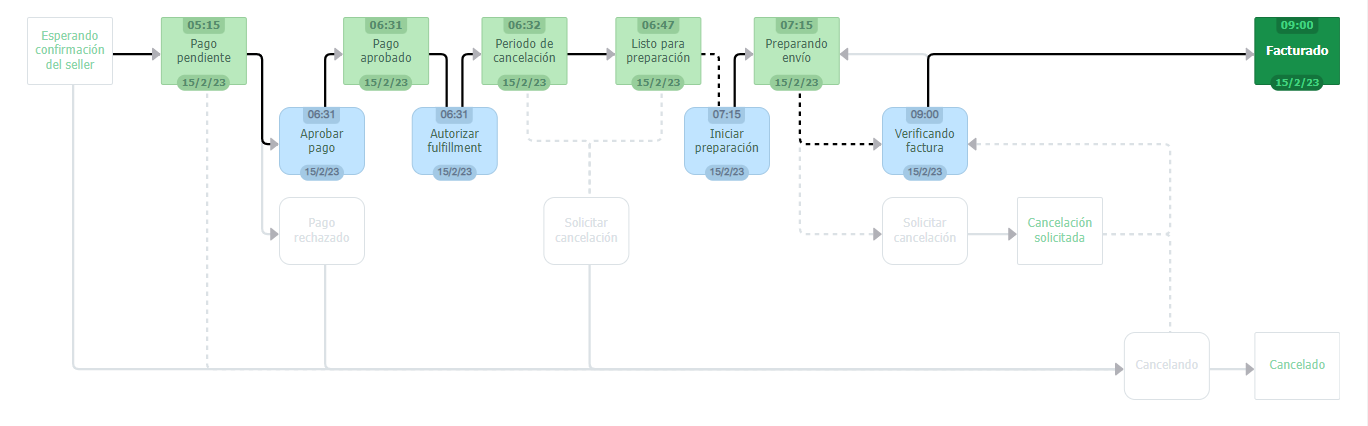 Esperando
confirmación
del seller
05:15
Pago
pendiente
15/2/23
06:31
Pago
aprobado
15/2/23
06:32
Periodo de
cancelación
15/2/23
06:47
Listo para
preparación
15/2/23
07:15
Preparando
envío
15/2/23
09:00
Facturado
15/2/23
06:31
Aprobar
pago
15/2/23
06:31
Autorizar
fulfillment
15/2/23
07:15
Iniciar
preparación
15/2/23
09:00
Verificando
factura
15/2/23
Pago
rechazado
Solicitar
cancelación
Solicitar
cancelación
Cancelación
solicitada
Cancelando
Cancelado